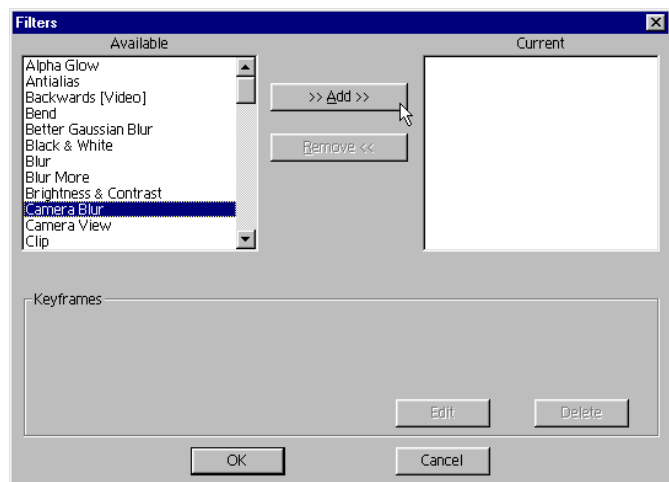 Filters
Available
Current
Alpha Glow
Antialias
Backwards [Video]
Bend
Better Gaussian Blur
Black & White
Blur
Blur More
Brightness & Contrast
Camera Blur
Camera View
Clip
>> Add >>
Remove <<
Keyframes
Edit
Delete
OK
Cancel